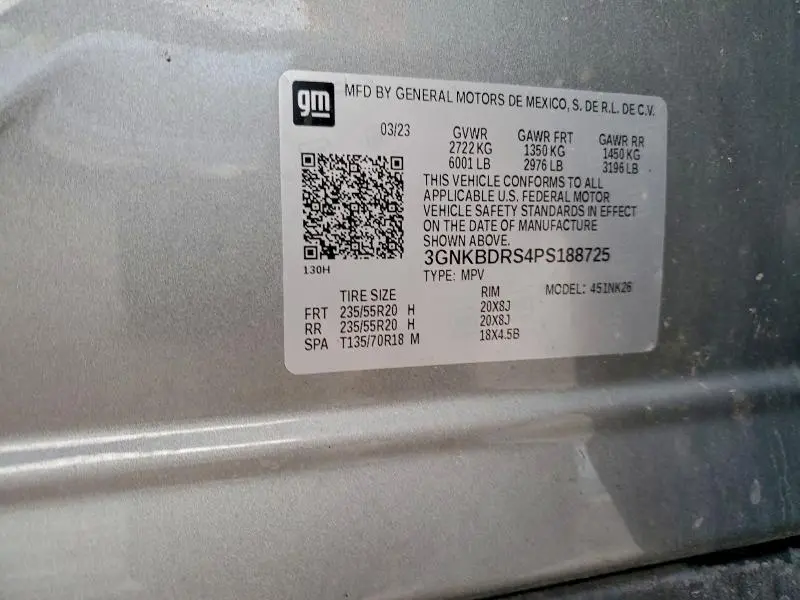 gm
MFD BY GENERAL MOTORS DE MEXICO, S. DE R.L. DE C.V.
03/23 GVWR GAWR FRT GAWR RR
2722 KG 1350 KG 1450 KG
6001 LB 2976 LB 3196 LB
THIS VEHICLE CONFORMS TO ALL
APPLICABLE U.S. FEDERAL MOTOR
VEHICLE SAFETY STANDARDS IN EFFECT
ON THE DATE OF MANUFACTURE
SHOWN ABOVE.
3GNKBDRS4PS188725
130H
TYPE: MPV MODEL: 451NK26
TIRE SIZE RIM
FRT 235/55R20 H 20X8J
RR 235/55R20 H 20X8J
SPA T135/70R18 M 18X4.5B